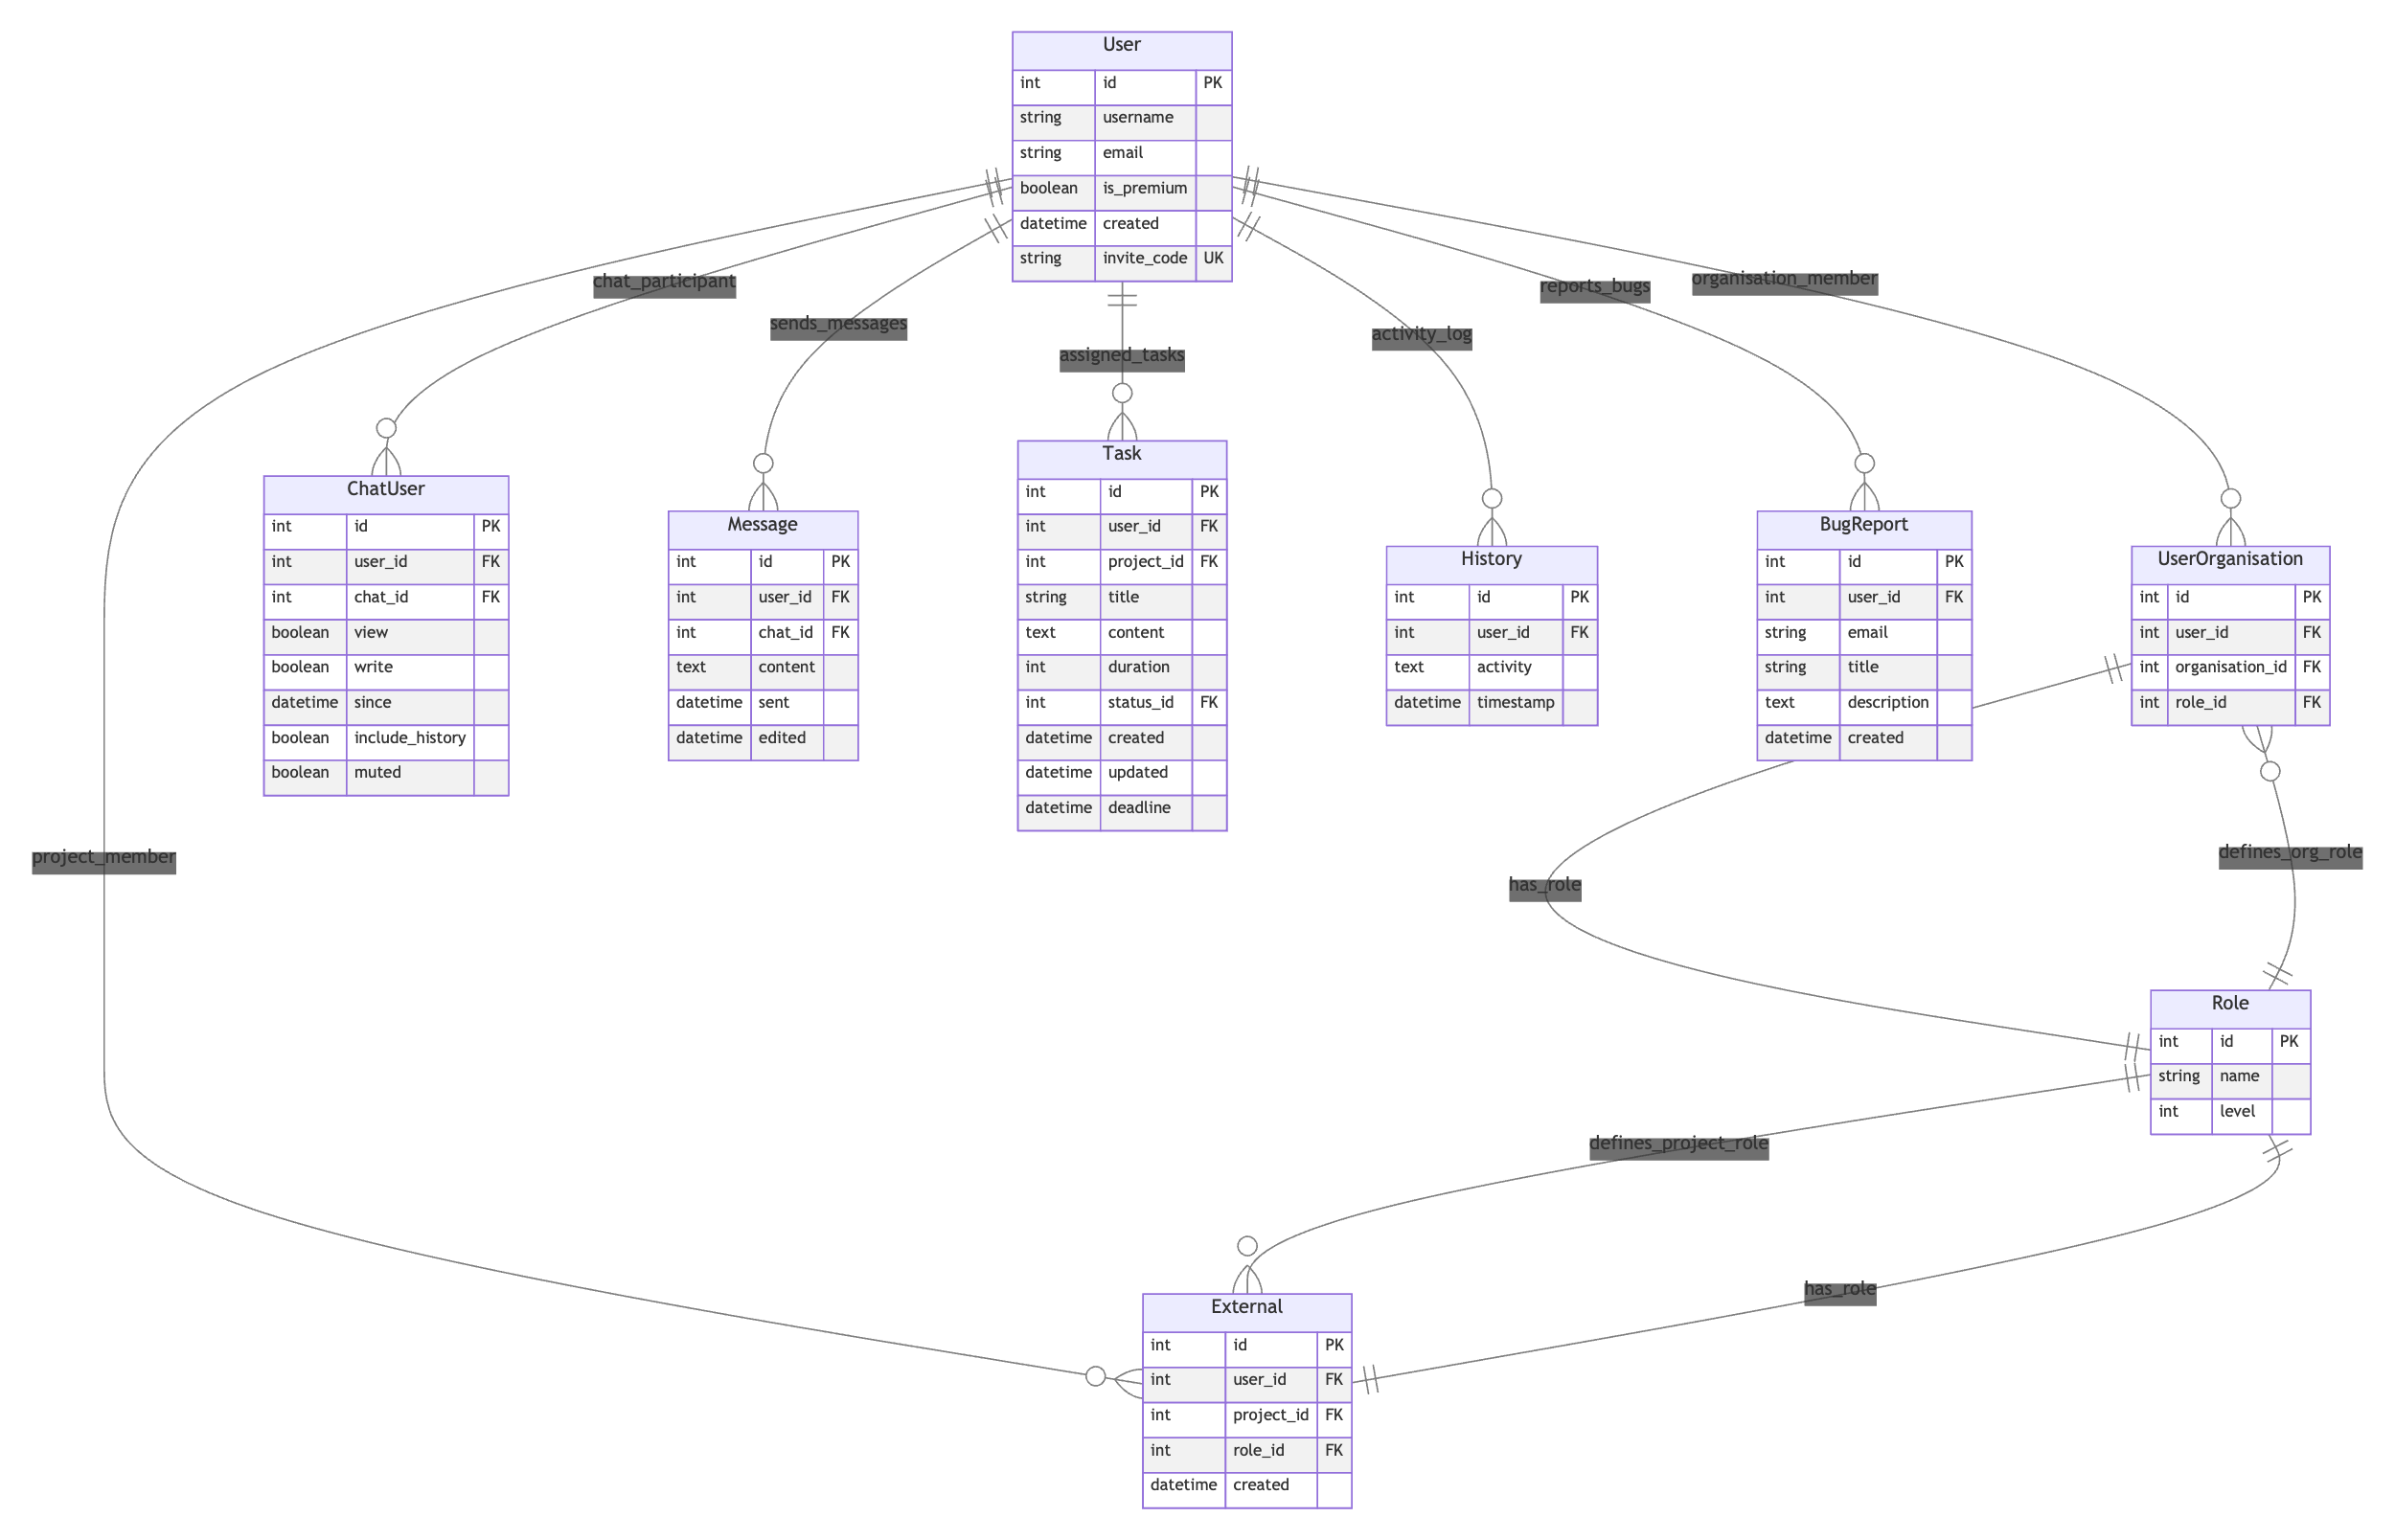 User
int id PK
string username
string email
boolean is_premium
datetime created
string invite_code UK
chat_participant
sends_messages
assigned_tasks
activity_log
reports_bugs
organisation_member
ChatUser
int id PK
int user_id FK
int chat_id FK
boolean view
boolean write
datetime since
boolean include_history
boolean muted
Message
int id PK
int user_id FK
int chat_id FK
text content
datetime sent
datetime edited
Task
int id PK
int user_id FK
int project_id FK
string title
text content
int duration
int status_id FK
datetime created
datetime updated
datetime deadline
History
int id PK
int user_id FK
text activity
datetime timestamp
BugReport
int id PK
int user_id FK
string email
string title
text description
datetime created
UserOrganisation
int id PK
int user_id FK
int organisation_id FK
int role_id FK
project_member
has_role
defines_org_role
Role
int id PK
string name
int level
defines_project_role
has_role
External
int id PK
int user_id FK
int project_id FK
int role_id FK
datetime created